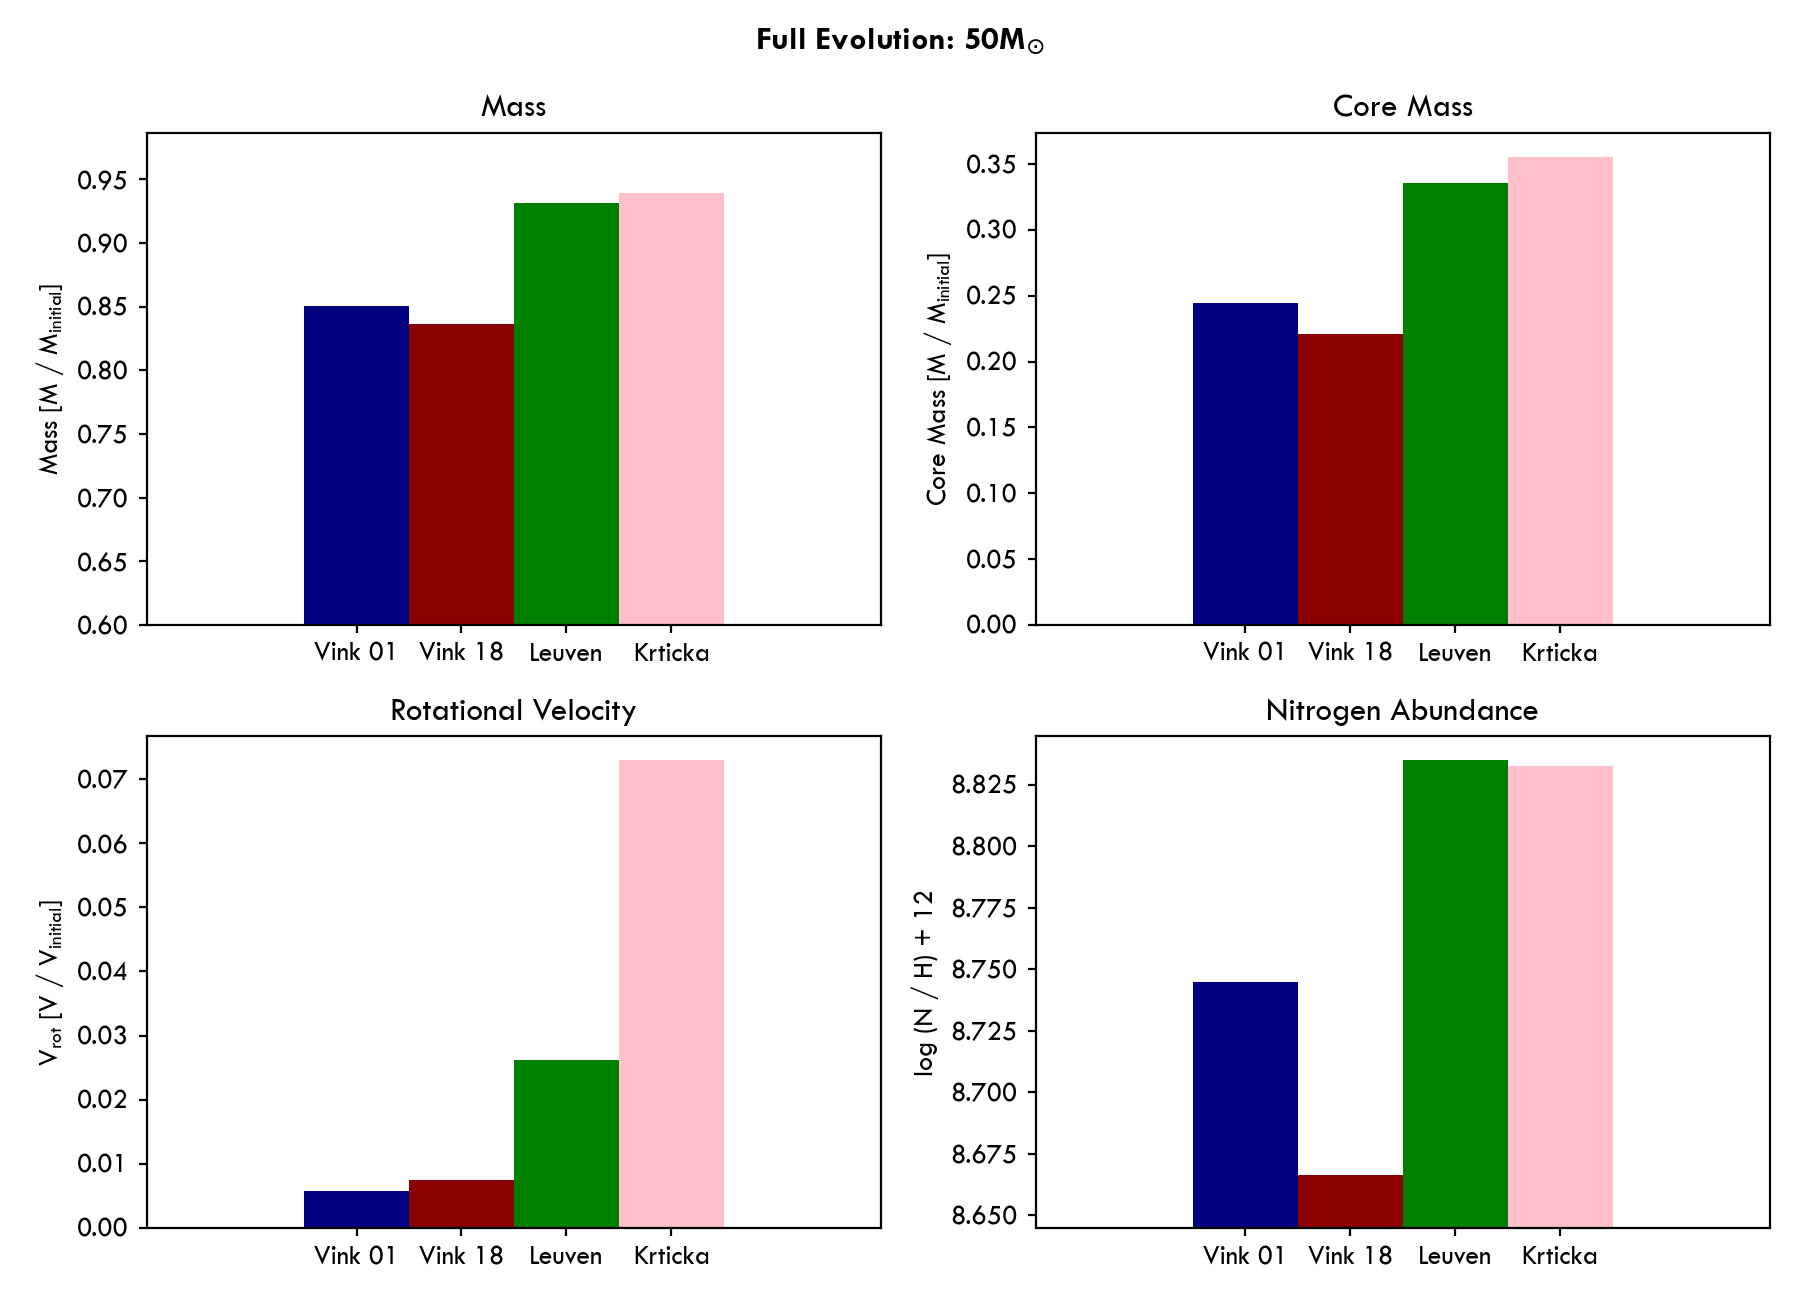 Full Evolution: 50M⊙
Mass
Mass [M / Minitial]
0.95
0.90
0.85
0.80
0.75
0.70
0.65
0.60
Vink 01 Vink 18 Leuven Krticka
Core Mass
Core Mass [M / Minitial]
0.35
0.30
0.25
0.20
0.15
0.10
0.05
0.00
Vink 01 Vink 18 Leuven Krticka
Rotational Velocity
Vrot [V / Vinitial]
0.07
0.06
0.05
0.04
0.03
0.02
0.01
0.00
Vink 01 Vink 18 Leuven Krticka
Nitrogen Abundance
log (N / H) + 12
8.825
8.800
8.775
8.750
8.725
8.700
8.675
8.650
Vink 01 Vink 18 Leuven Krticka